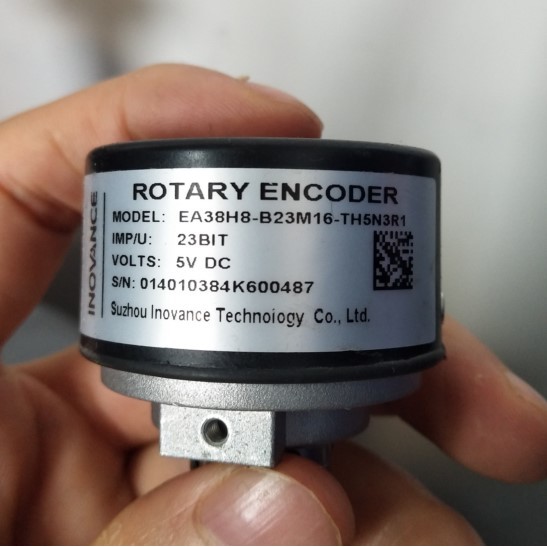 INOVANCE
ROTARY ENCODER
MODEL: EA38H8-B23M16-TH5N3R1
IMP/U: 23BIT
VOLTS: 5V DC
S/N: 014010384K600487
Suzhou Inovance Technoiogy Co., Ltd.